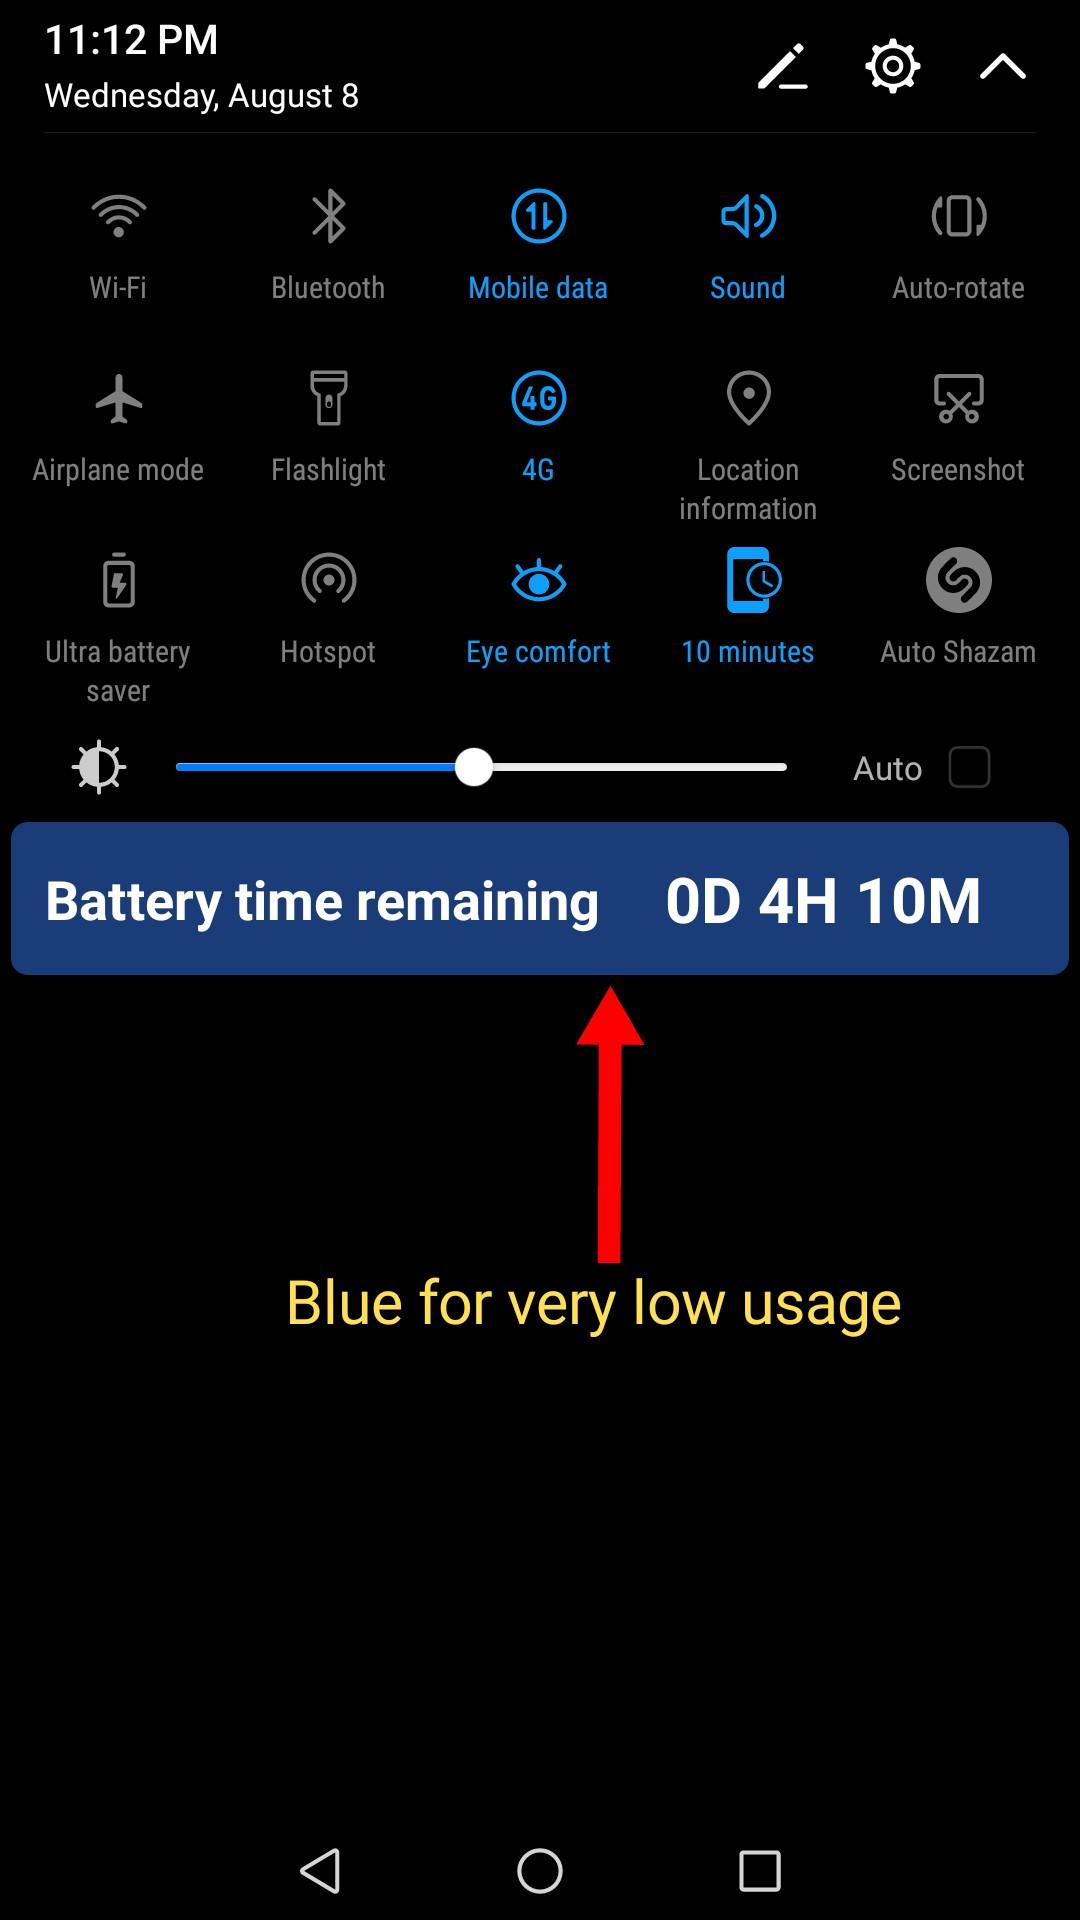 11:12 PM
Wednesday, August 8
Wi-Fi Bluetooth Mobile data Sound Auto-rotate
4G
Airplane mode Flashlight 4G Location information Screenshot
Ultra battery saver Hotspot Eye comfort 10 minutes Auto Shazam
Auto
Battery time remaining 0D 4H 10M
Blue for very low usage